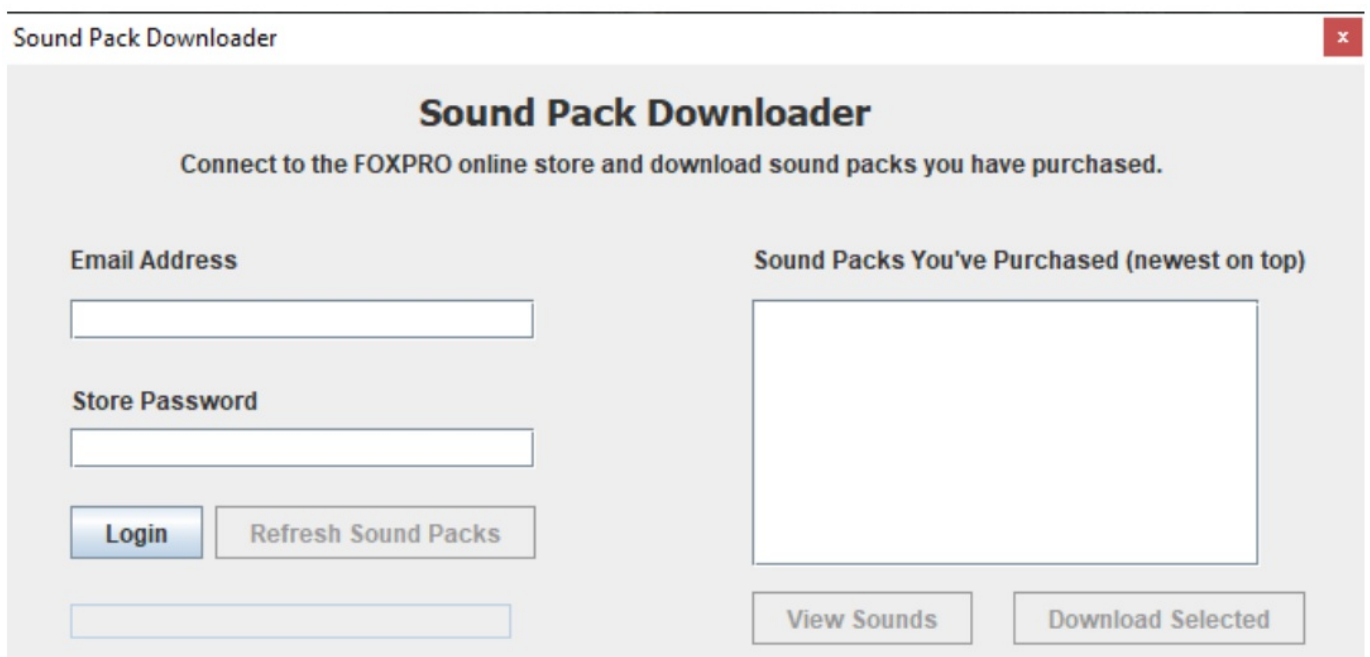 Sound Pack Downloader
x
Sound Pack Downloader
Connect to the FOXPRO online store and download sound packs you have purchased.
Email Address
Store Password
Login
Refresh Sound Packs
Sound Packs You've Purchased (newest on top)
View Sounds
Download Selected